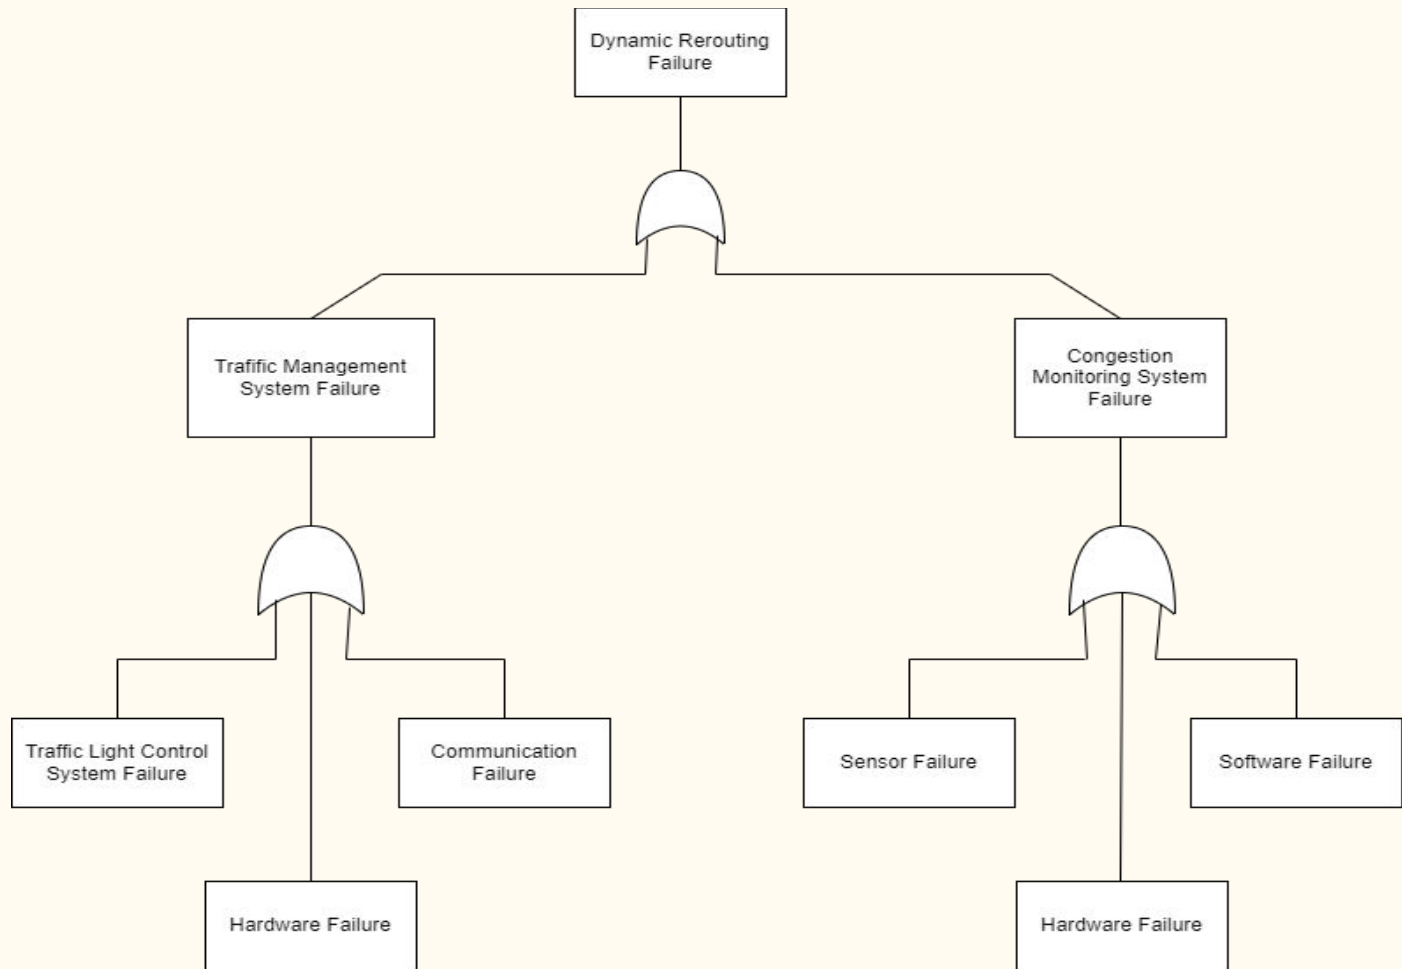 Dynamic Rerouting
Failure
Trafific Management
System Failure
Congestion
Monitoring System
Failure
Traffic Light Control
System Failure
Communication
Failure
Sensor Failure
Software Failure
Hardware Failure
Hardware Failure